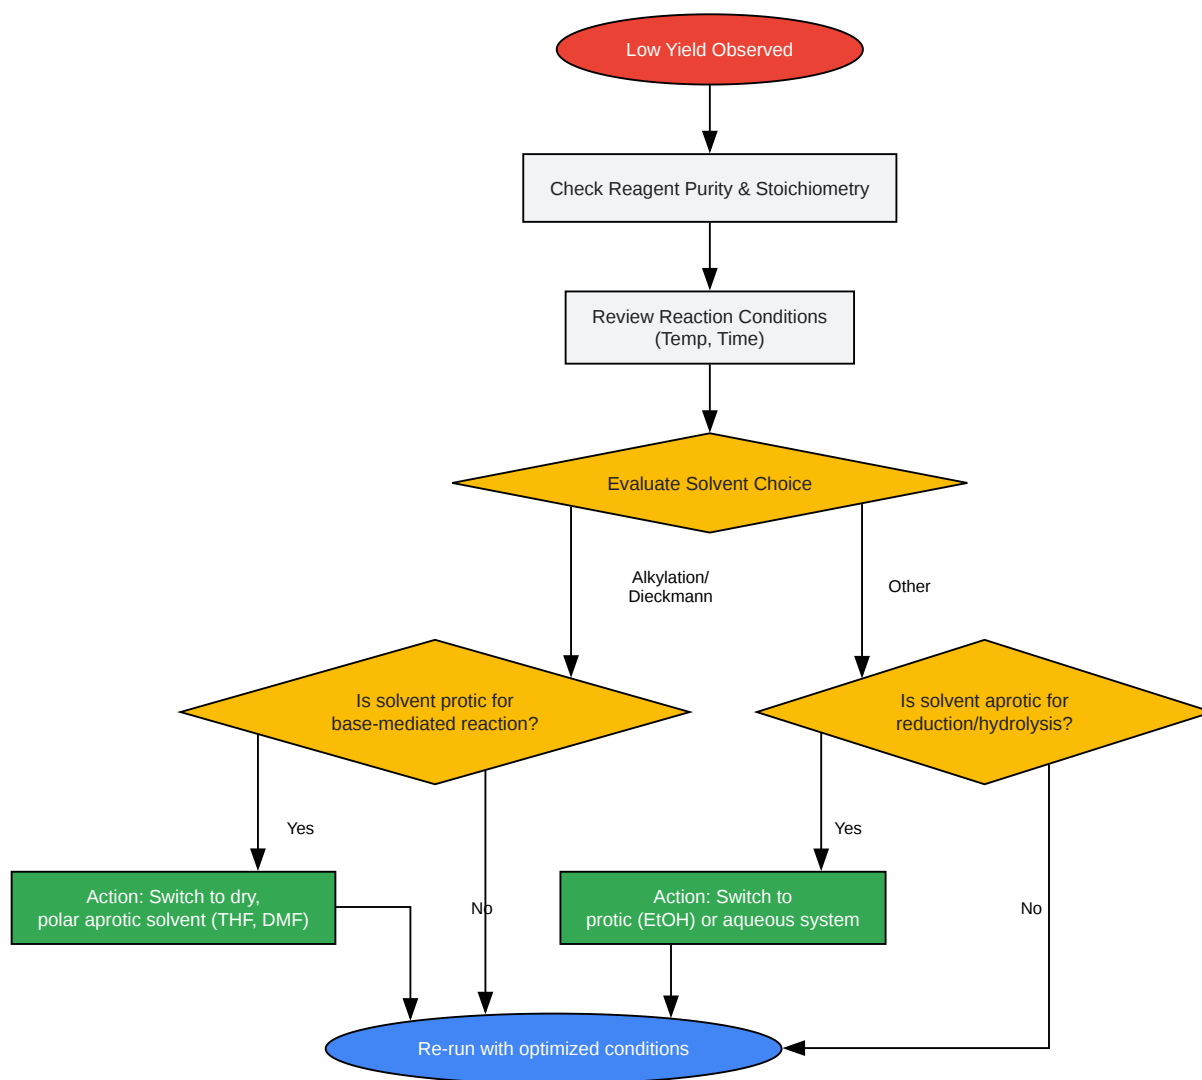 Low Yield Observed
Check Reagent Purity & Stoichiometry
Review Reaction Conditions
(Temp, Time)
Evaluate Solvent Choice
Alkylation/
Dieckmann
Other
Is solvent protic for
base-mediated reaction?
Is solvent aprotic for
reduction/hydrolysis?
Yes
Yes
Action: Switch to dry,
polar aprotic solvent (THF, DMF)
No
Action: Switch to
protic (EtOH) or aqueous system
No
Re-run with optimized conditions